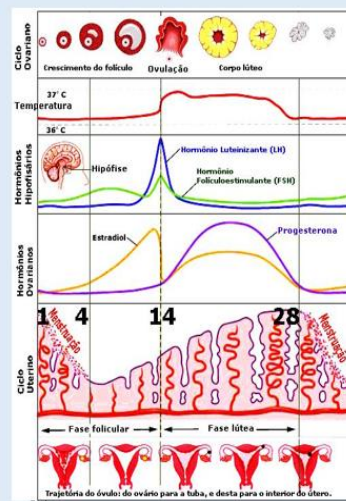 Ciclo
Ovariano
Crescimento do folículo
Ovulação
Corpo lúteo
37° C
Temperatura
36° C
Hormônios
Hipofisários
Hipófise
Hormônio Luteinizante (LH)
Hormônio
Folículoestimulante (FSH)
Hormônios
Ovarianos
Estradiol
Progesterona
1 4 14 28
Ciclo
Uterino
Menstruação
Menstruação
Fase folicular
Fase lútea
Trajetória do óvulo: do ovário para a tuba, e desta para o interior do útero.